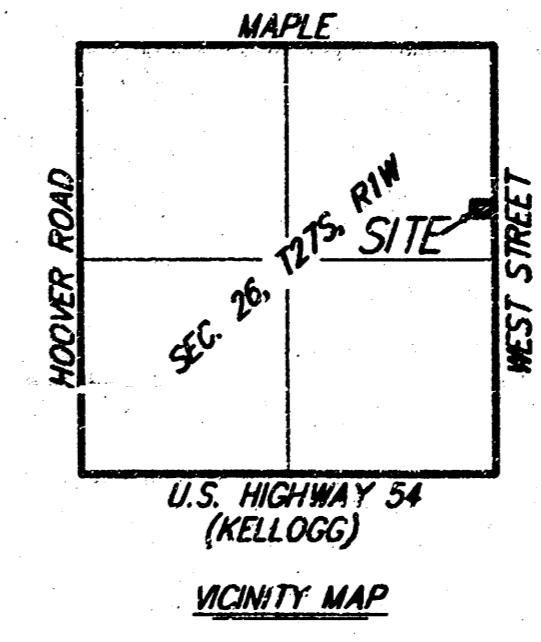 MAPLE
HOOVER ROAD
SEC. 26, T27S, R1W
SITE
WEST STREET
U.S. HIGHWAY 54
(KELLOGG)
VICINITY MAP